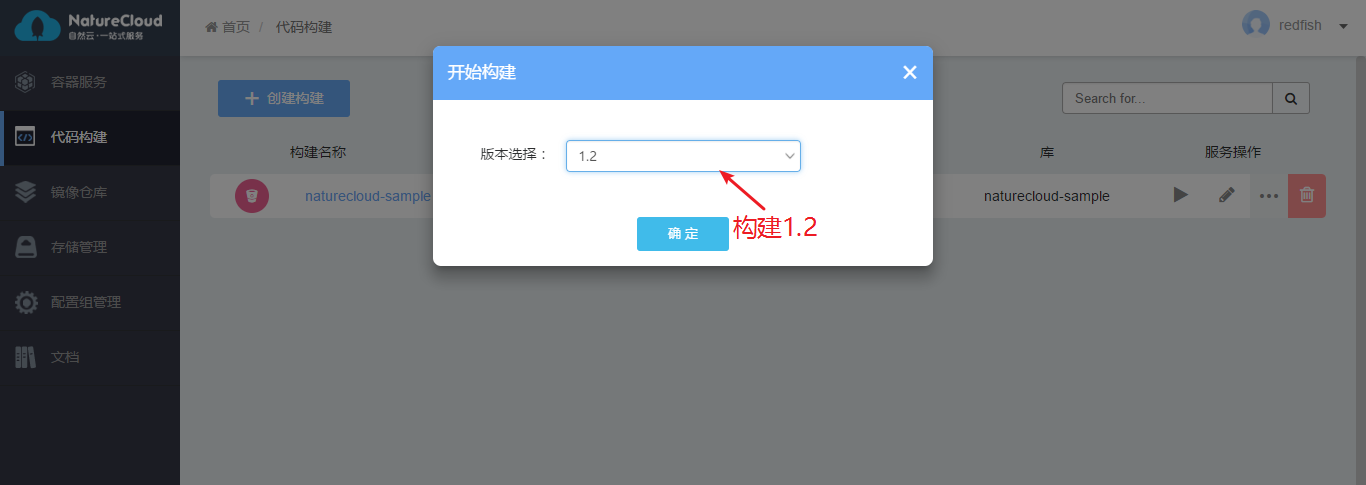 NatureCloud
自然云·一站式服务
首页 / 代码构建
redfish
容器服务
代码构建
镜像仓库
存储管理
配置组管理
文档
创建构建
Search for...
构建名称
库
服务操作
naturecloud-sample
naturecloud-sample
开始构建
版本选择：
1.2
确 定
构建1.2